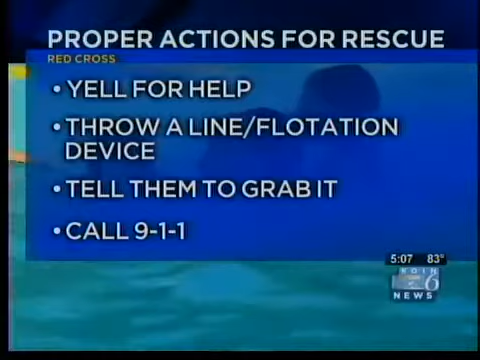 PROPER ACTIONS FOR RESCUE
RED CROSS
• YELL FOR HELP
• THROW A LINE/FLOTATION
DEVICE
• TELL THEM TO GRAB IT
• CALL 9-1-1
5:07 83°
KOIN
6
NEWS